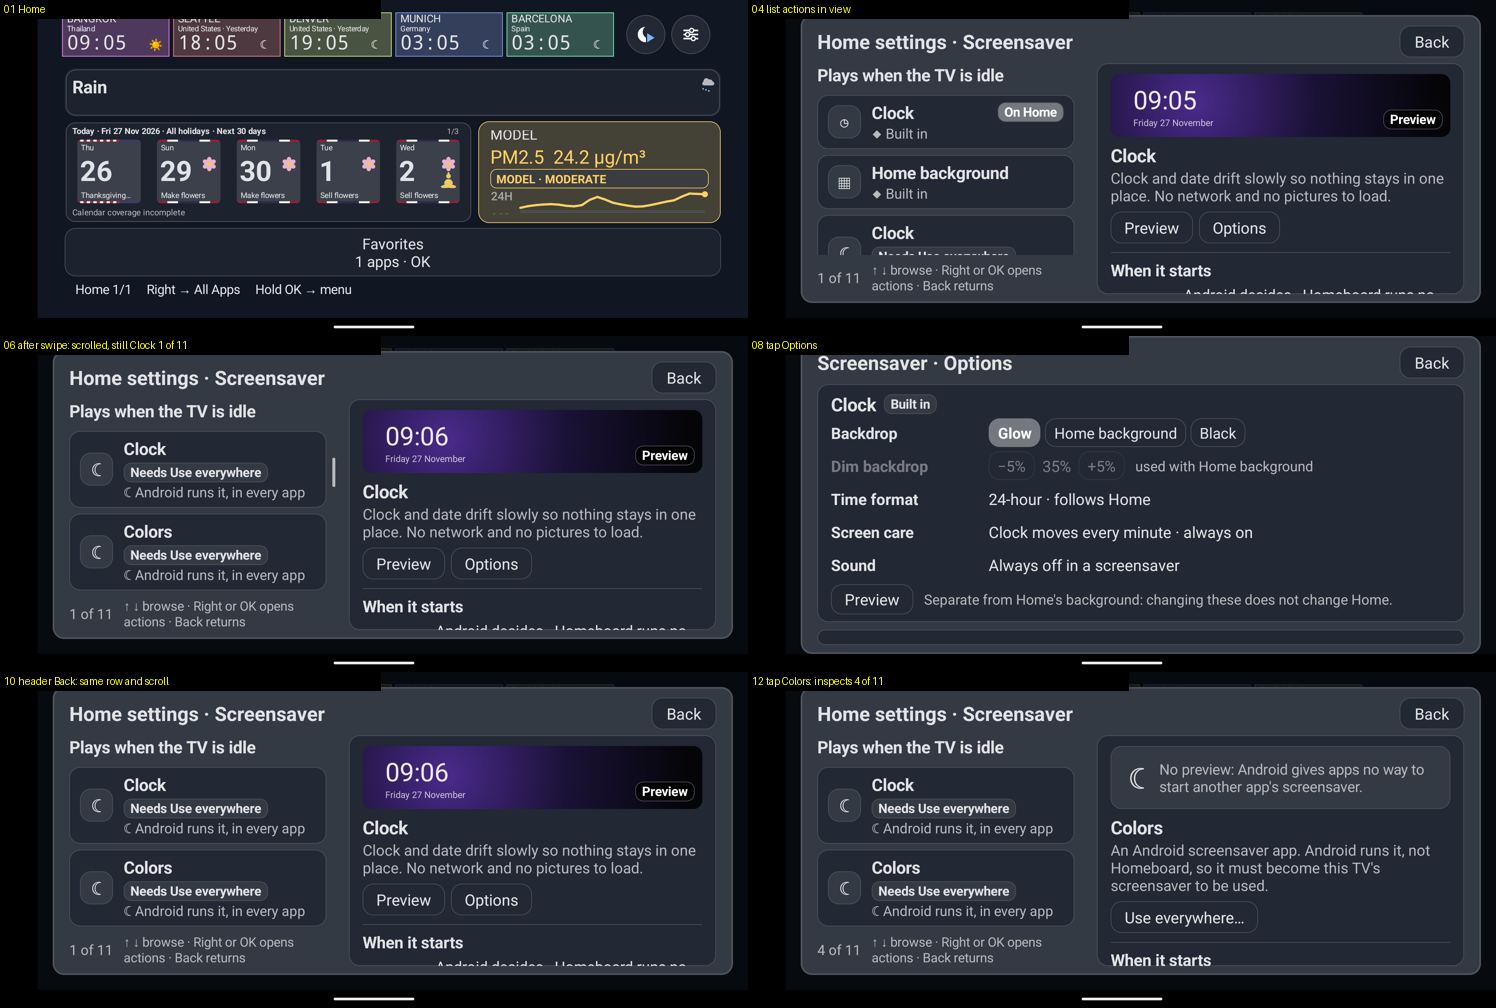 01 Home
BANGKOK
Thailand
09:05
SEATTLE
United States · Yesterday
18:05
DENVER
United States · Yesterday
19:05
MUNICH
Germany
03:05
BARCELONA
Spain
03:05
Rain
Today · Fri 27 Nov 2026 · All holidays · Next 30 days
1/3
Thu
26
Thanksgiving...
Sun
29
Make flowers
Mon
30
Make flowers
Tue
1
Sell flowers
Wed
2
Sell flowers
Calendar coverage incomplete
MODEL
PM2.5 24.2 µg/m³
MODEL · MODERATE
24H
Favorites
1 apps · OK
Home 1/1 Right → All Apps Hold OK → menu
04 list actions in view
Home settings · Screensaver
Back
Plays when the TV is idle
Clock
On Home
◆ Built in
Home background
◆ Built in
Clock
Needs Use everywhere
1 of 11
↑ ↓ browse · Right or OK opens
actions · Back returns
09:05
Friday 27 November
Preview
Clock
Clock and date drift slowly so nothing stays in one
place. No network and no pictures to load.
Preview
Options
When it starts
Android decides · Homeboard runs no
06 after swipe: scrolled, still Clock 1 of 11
Home settings · Screensaver
Back
Plays when the TV is idle
Clock
Needs Use everywhere
☾ Android runs it, in every app
Colors
Needs Use everywhere
☾ Android runs it, in every app
1 of 11
↑ ↓ browse · Right or OK opens
actions · Back returns
09:06
Friday 27 November
Preview
Clock
Clock and date drift slowly so nothing stays in one
place. No network and no pictures to load.
Preview
Options
When it starts
Android decides · Homeboard runs no
08 tap Options
Screensaver · Options
Back
Clock
Built in
Backdrop
Glow
Home background
Black
Dim backdrop
−5%
35%
+5%
used with Home background
Time format
24-hour · follows Home
Screen care
Clock moves every minute · always on
Sound
Always off in a screensaver
Preview
Separate from Home's background: changing these does not change Home.
10 header Back: same row and scroll
Home settings · Screensaver
Back
Plays when the TV is idle
Clock
Needs Use everywhere
☾ Android runs it, in every app
Colors
Needs Use everywhere
☾ Android runs it, in every app
1 of 11
↑ ↓ browse · Right or OK opens
actions · Back returns
09:06
Friday 27 November
Preview
Clock
Clock and date drift slowly so nothing stays in one
place. No network and no pictures to load.
Preview
Options
When it starts
Android decides · Homeboard runs no
12 tap Colors: inspects 4 of 11
Home settings · Screensaver
Back
Plays when the TV is idle
Clock
Needs Use everywhere
☾ Android runs it, in every app
Colors
Needs Use everywhere
☾ Android runs it, in every app
4 of 11
↑ ↓ browse · Right or OK opens
actions · Back returns
No preview: Android gives apps no way to
start another app's screensaver.
Colors
An Android screensaver app. Android runs it, not
Homeboard, so it must become this TV's
screensaver to be used.
Use everywhere...
When it starts